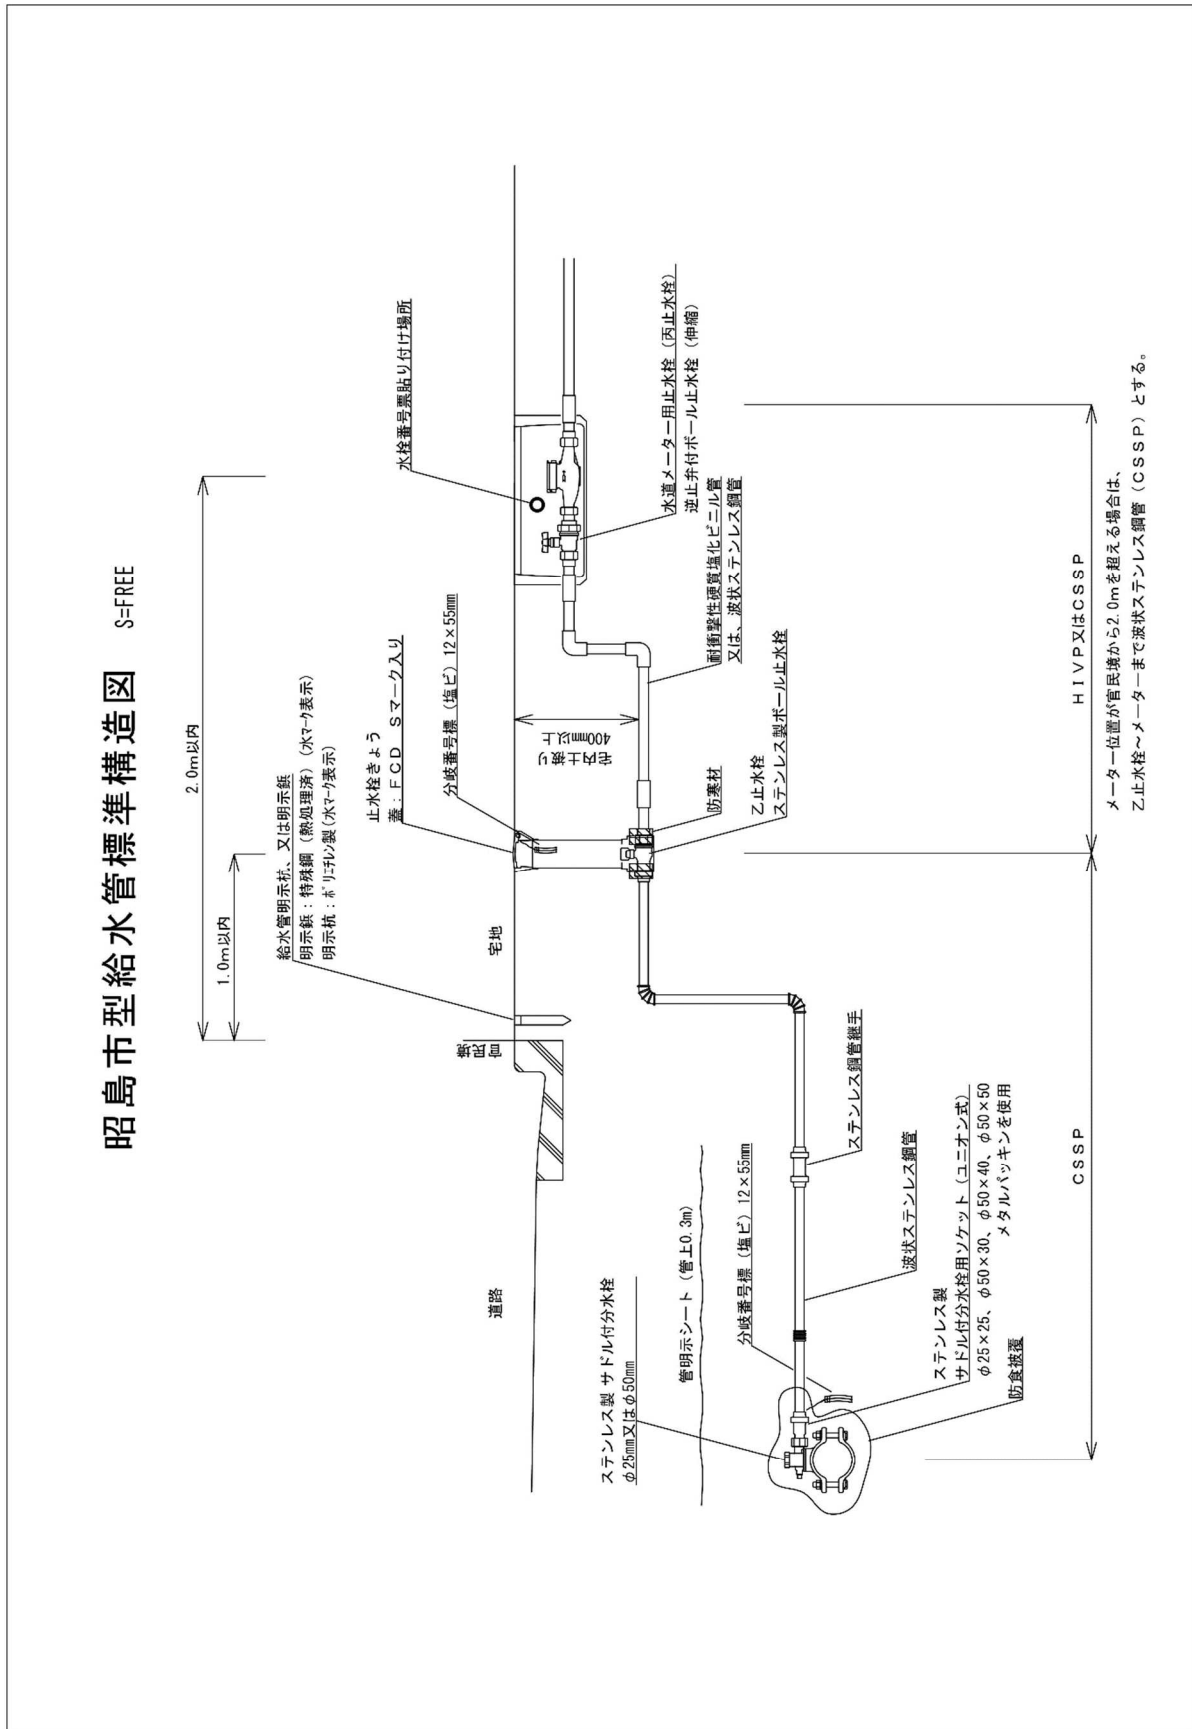 昭島市型給水管標準構造図 S=FREE
2.0m以内
1.0m以内
給水管明示杭、又は明示鋲
明示鋲:特殊鋼(熱処理済)(水マーク表示)
明示杭:ポリエチレン製(水マーク表示)
止水栓きょう
蓋:FCD Sマーク入り
分岐番号標(塩ビ)12×55mm
水栓番号票貼り付け場所
道路
官民境
宅地
宅内土被り
400mm以上
水道メーター用止水栓(丙止水栓)
逆止弁付ボール止水栓(伸縮)
耐衝撃性硬質塩化ビニル管
又は、波状ステンレス鋼管
防寒材
乙止水栓
ステンレス製ボール止水栓
ステンレス製 サドル付分水栓
φ25mm又はφ50mm
管明示シート(管上0.3m)
分岐番号標(塩ビ)12×55mm
ステンレス鋼管継手
波状ステンレス鋼管
ステンレス製
サドル付分水栓用ソケット(ユニオン式)
φ25×25、φ50×30、φ50×40、φ50×50
メタルパッキンを使用
防食被覆
CSSP
HIVP又はCSSP
メーター位置が官民境から2.0mを超える場合は、
乙止水栓~メーターまで波状ステンレス鋼管(CSSP)とする。